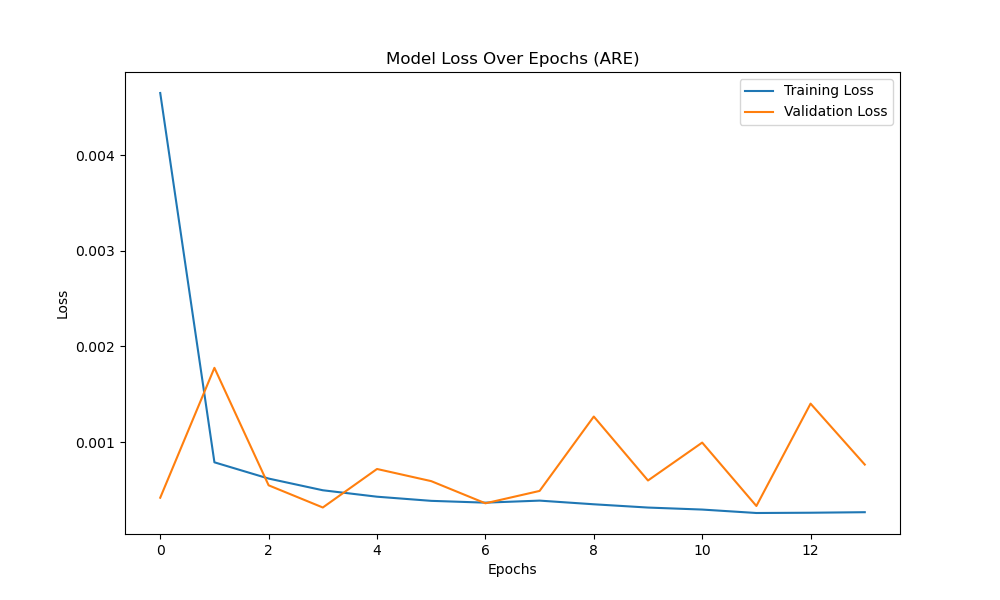 Model Loss Over Epochs (ARE)
Training Loss
Validation Loss
0.004
0.003
0.002
0.001
Loss
0 2 4 6 8 10 12
Epochs